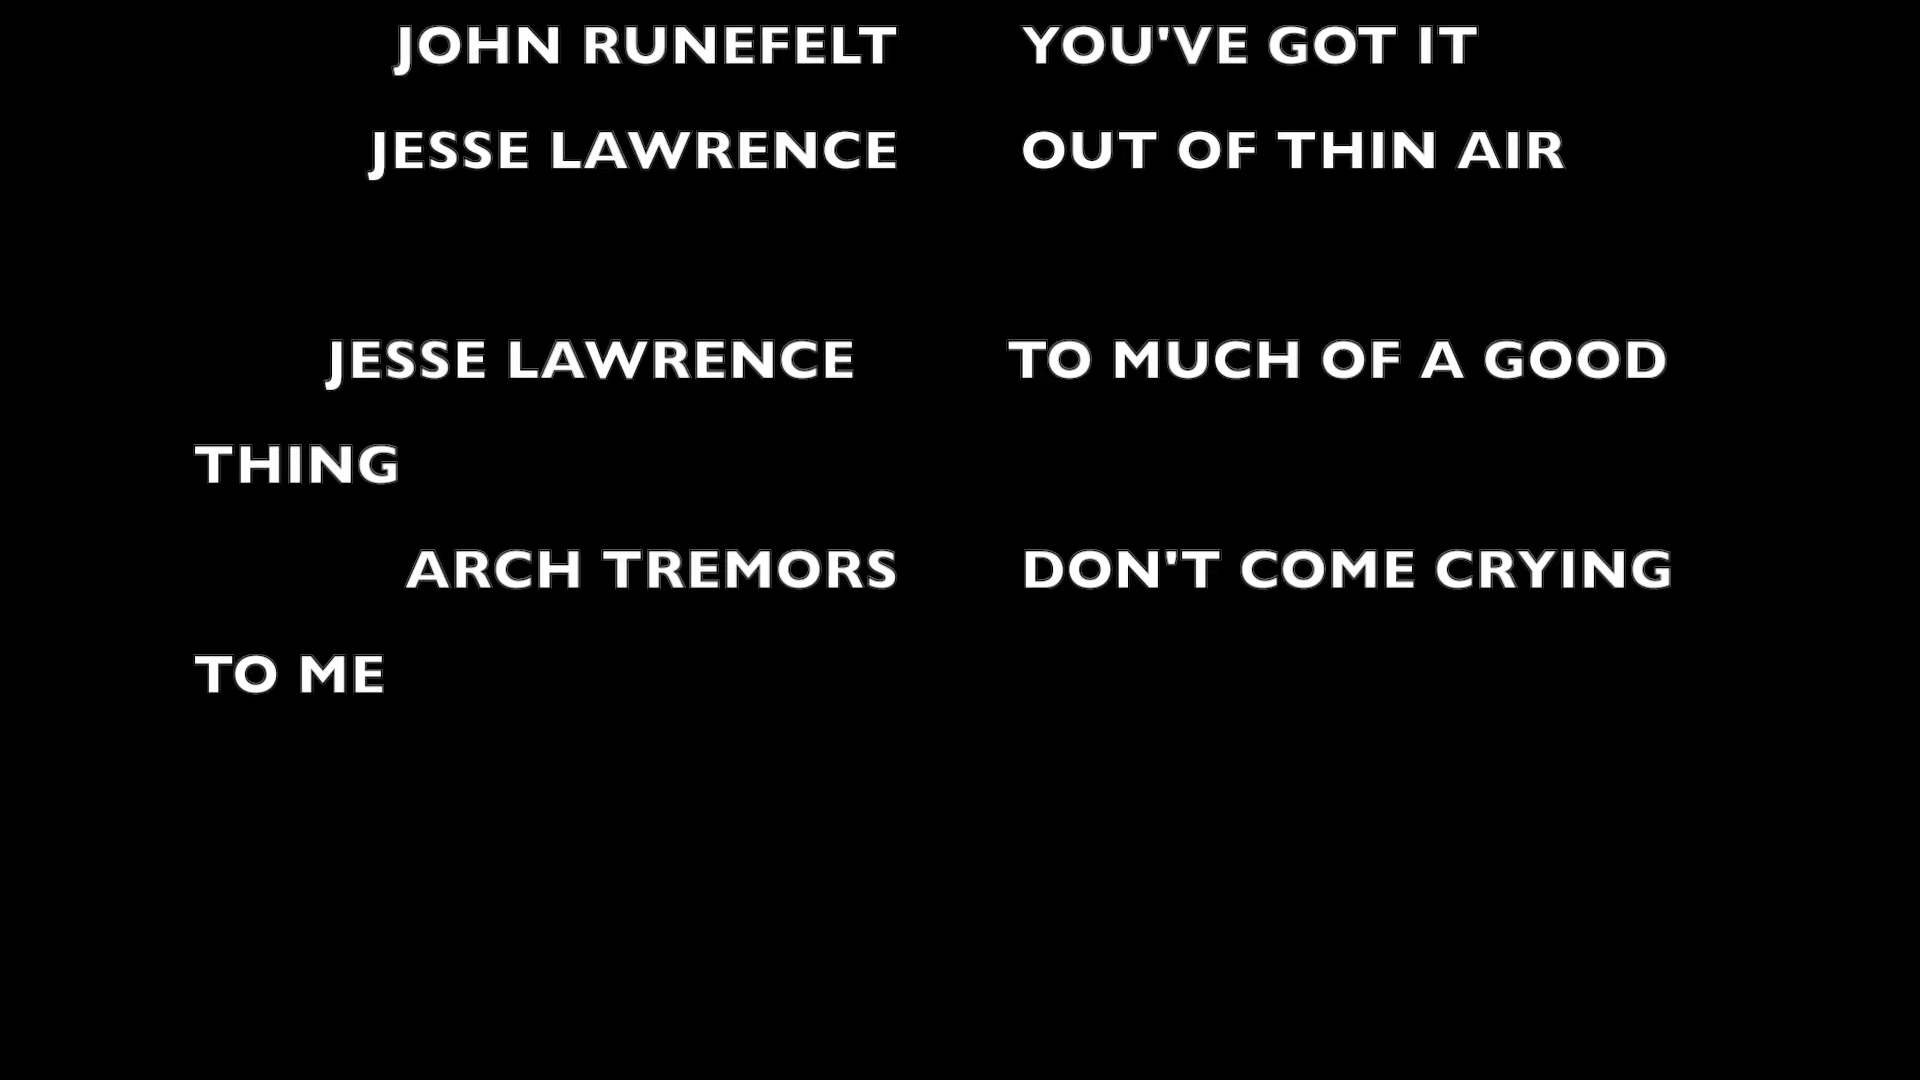 JOHN RUNEFELT YOU'VE GOT IT
JESSE LAWRENCE OUT OF THIN AIR
JESSE LAWRENCE TO MUCH OF A GOOD
THING
ARCH TREMORS DON'T COME CRYING
TO ME